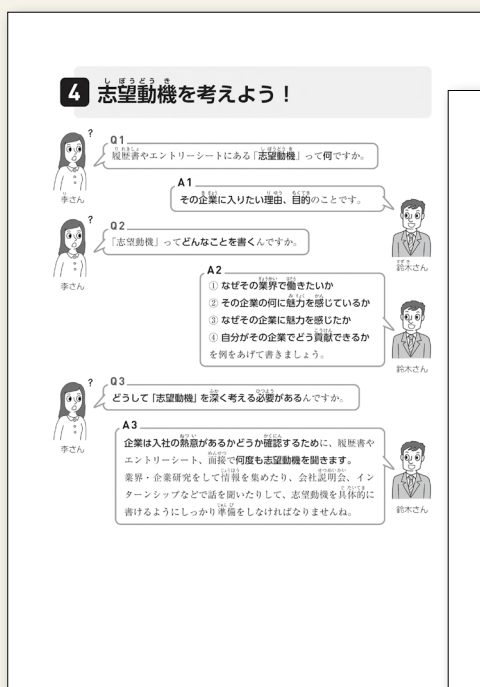 4 志望動機を考えよう！
Q1
履歴書やエントリーシートにある「志望動機」って何ですか。
李さん
A1
その企業に入りたい理由、目的のことです。
鈴木さん
Q2
「志望動機」ってどんなことを書くんですか。
李さん
A2
① なぜその業界で働きたいか
② その企業の何に魅力を感じているか
③ なぜその企業に魅力を感じたか
④ 自分がその企業でどう貢献できるか
を例をあげて書きましょう。
鈴木さん
Q3
どうして「志望動機」を深く考える必要があるんですか。
李さん
A3
企業は入社の熱意があるかどうか確認するために、履歴書や
エントリーシート、面接で何度も志望動機を聞きます。
業界・企業研究をして情報を集めたり、会社説明会、イン
ターンシップなどで話を聞いたりして、志望動機を具体的に
書けるようにしっかり準備をしなければなりませんね。
鈴木さん